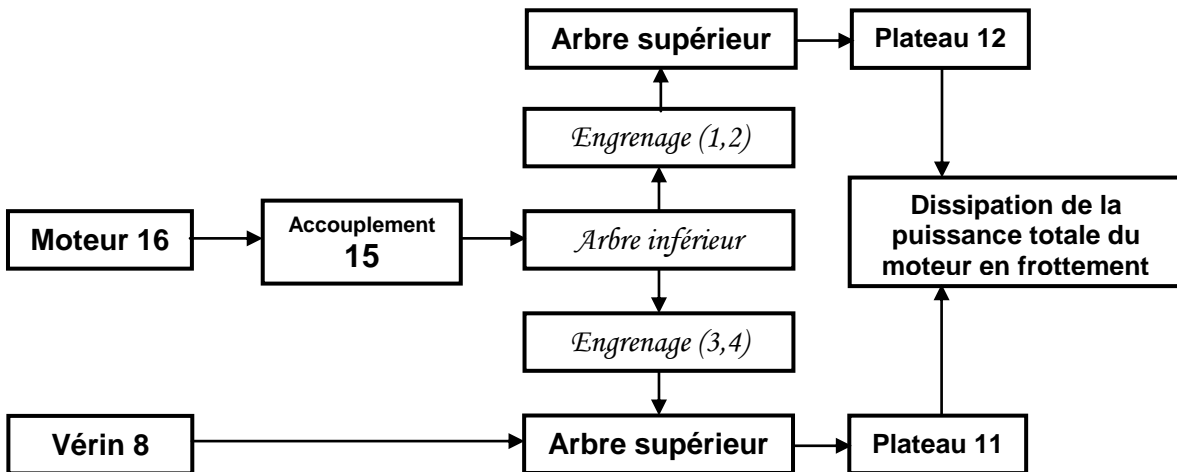 Arbre supérieur
Plateau 12
Engrenage (1,2)
Moteur 16
Accouplement
15
Arbre inférieur
Dissipation de la
puissance totale du
moteur en frottement
Engrenage (3,4)
Vérin 8
Arbre supérieur
Plateau 11